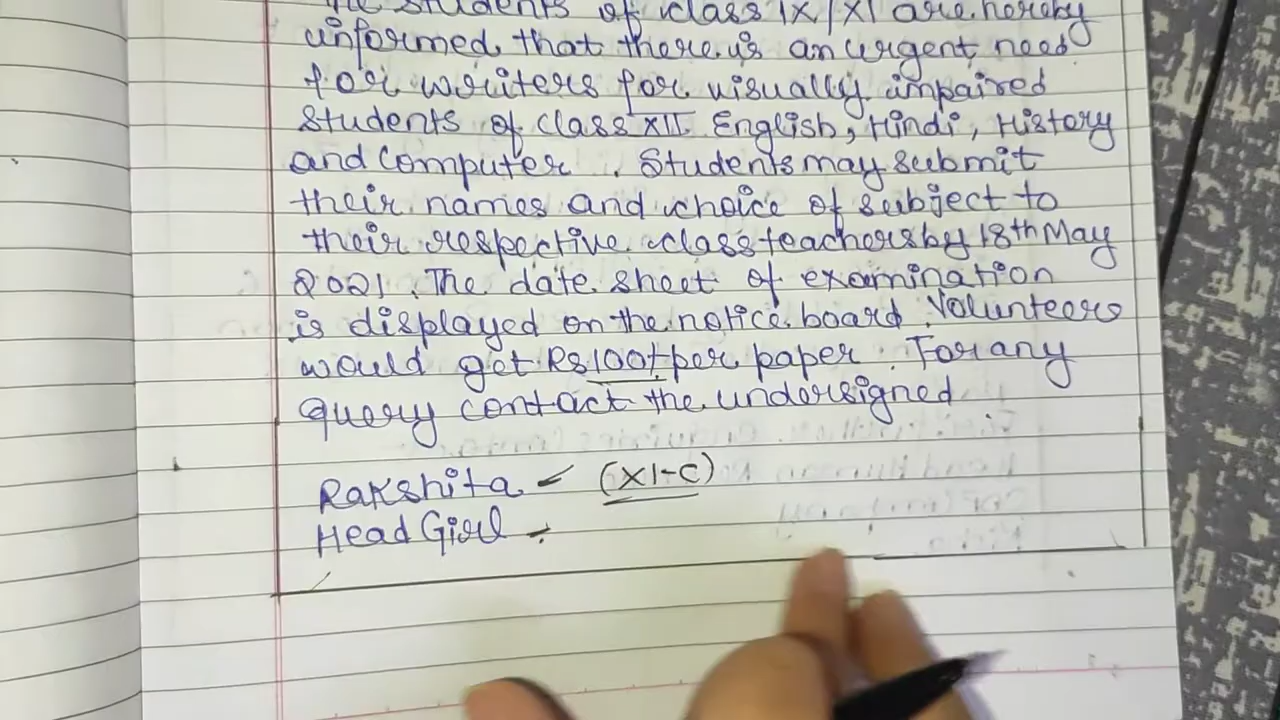 The students of class IX/XI are hereby
informed that there is an urgent need
for writers for visually impaired
students of class XII English, Hindi, History
and computer. Students may submit
their names and choice of subject to
their respective class teachers by 18th May
2021. The date sheet of examination
is displayed on the notice board. Volunteers
would get Rs100+ per paper. For any
query contact the undersigned
Rakshita (XI-C)
Head Girl